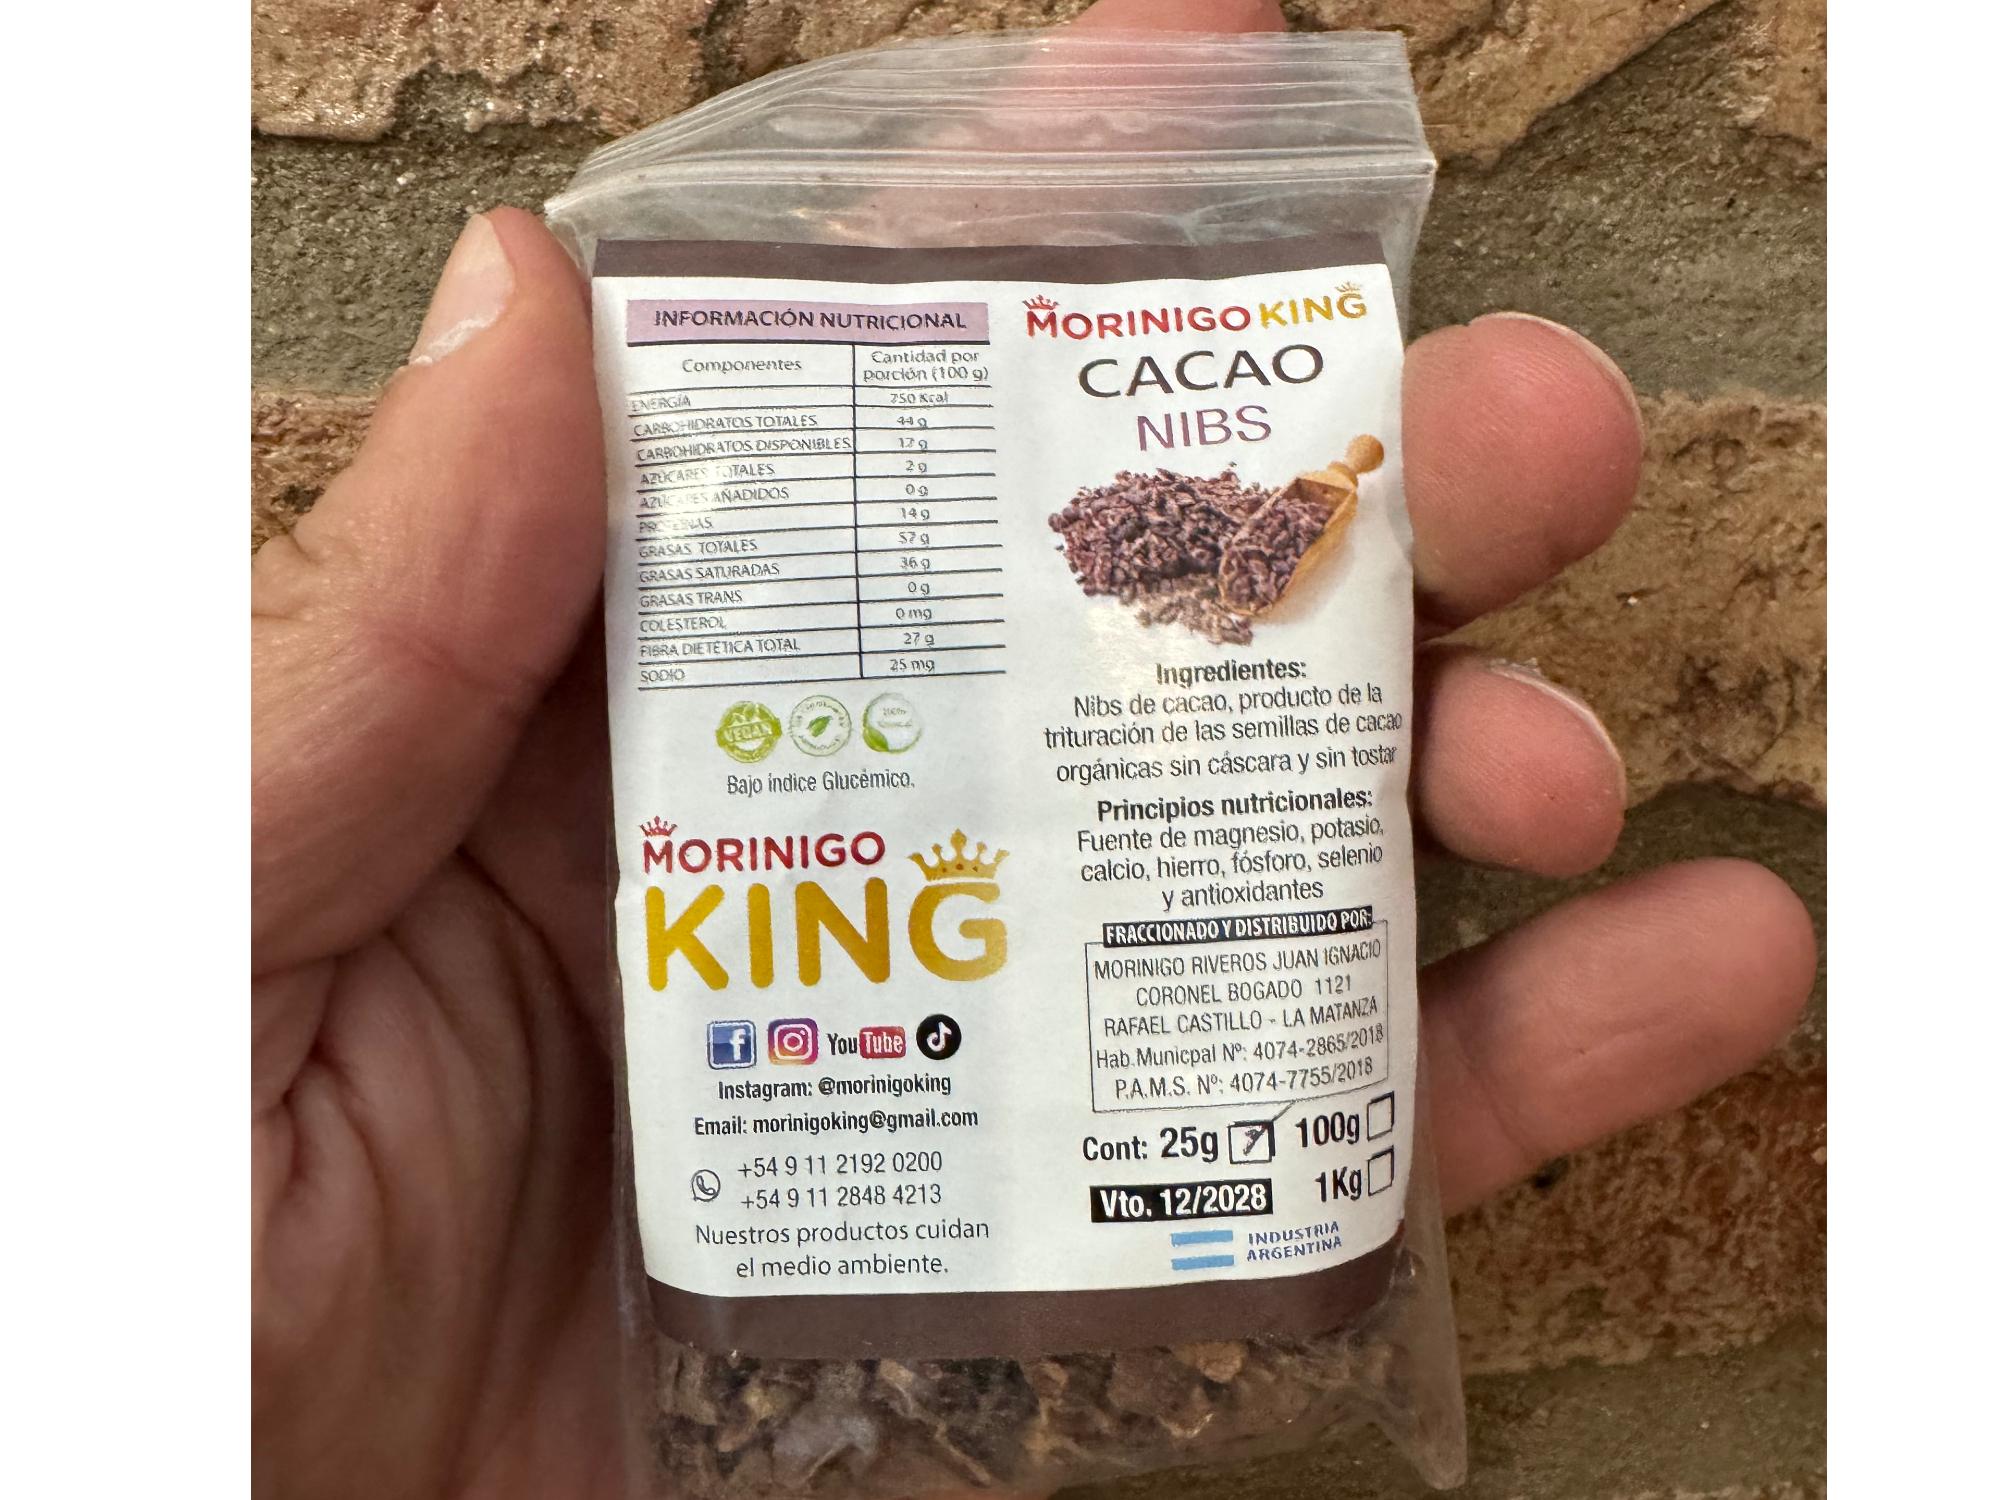 INFORMACIÓN NUTRICIONAL
Componentes
Cantidad por
porción (100 g)
ENERGÍA 750 Kcal
CARBOHIDRATOS TOTALES 44 g
CARBOHIDRATOS DISPONIBLES 17 g
AZÚCARES TOTALES 2 g
AZÚCARES AÑADIDOS 0 g
PROTEINAS 14 g
GRASAS TOTALES 57 g
GRASAS SATURADAS 36 g
GRASAS TRANS 0 g
COLESTEROL 0 mg
FIBRA DIETÉTICA TOTAL 27 g
SODIO 25 mg
VEGAN
Bajo índice Glucémico.
MORINIGO
KING
f
YouTube
Instagram: @morinigoking
Email: morinigoking@gmail.com
+54 9 11 2192 0200
+54 9 11 2848 4213
Nuestros productos cuidan
el medio ambiente.
MORINIGO KING
CACAO
NIBS
Ingredientes:
Nibs de cacao, producto de la
trituración de las semillas de cacao
orgánicas sin cáscara y sin tostar
Principios nutricionales:
Fuente de magnesio, potasio,
calcio, hierro, fósforo, selenio
y antioxidantes
FRACCIONADO Y DISTRIBUIDO POR:
MORINIGO RIVEROS JUAN IGNACIO
CORONEL BOGADO 1121
RAFAEL CASTILLO - LA MATANZA
Hab.Municpal Nº: 4074-2865/2018
P.A.M.S. Nº: 4074-7755/2018
Cont: 25g 100g
1Kg
Vto. 12/2028
INDUSTRIA
ARGENTINA